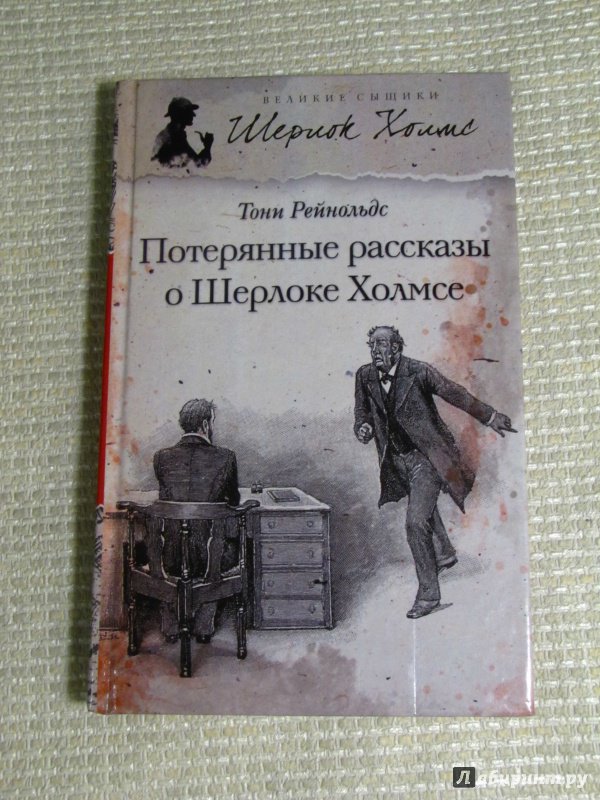 ВЕЛИКИЕ СЫЩИКИ
Шерлок Холмс
Тони Рейнольдс
Потерянные рассказы
о Шерлоке Холмсе
Лабиринт.ру